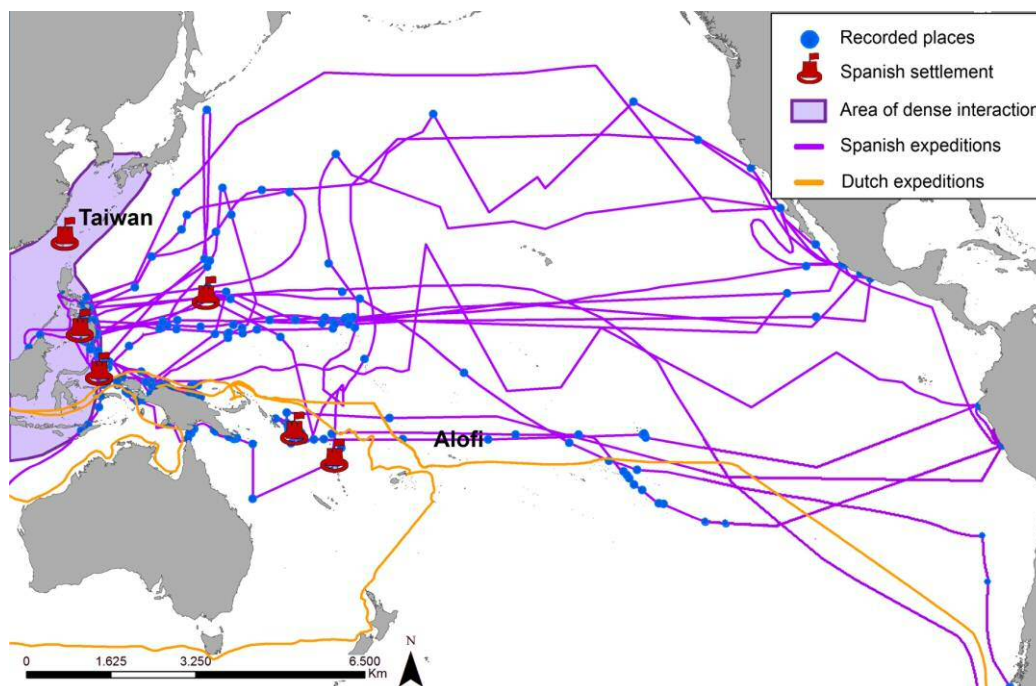 Recorded places
Spanish settlement
Area of dense interaction
Spanish expeditions
Dutch expeditions
Taiwan
Alofi
N
0 1.625 3.250 6.500
Km